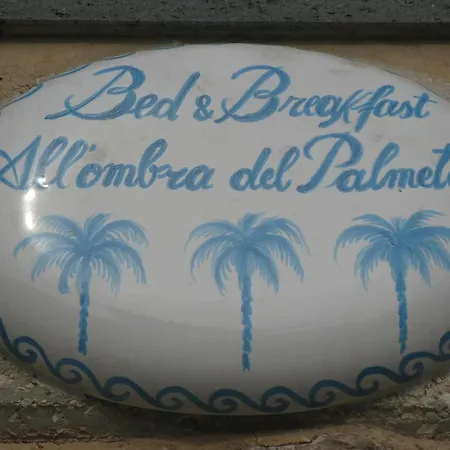 Bed & Breakfast
All'ombra del Palmet